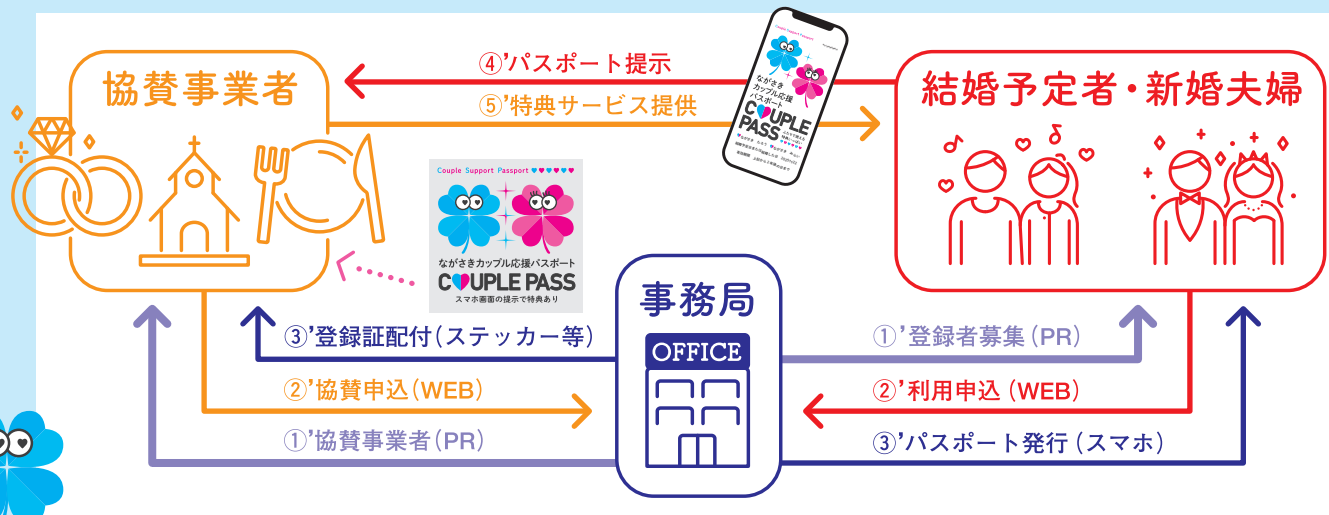 協賛事業者
④’パスポート提示
⑤’特典サービス提供
Couple Support Passport
ながさき
カップル応援
パスポート
COUPLE
PASS
結婚予定者・新婚夫婦
Couple Support Passport
ながさきカップル応援パスポート
COUPLE PASS
スマホ画面の提示で特典あり
事務局
OFFICE
③’登録証配付(ステッカー等)
②’協賛申込(WEB)
①’協賛事業者(PR)
①’登録者募集(PR)
②’利用申込(WEB)
③’パスポート発行(スマホ)